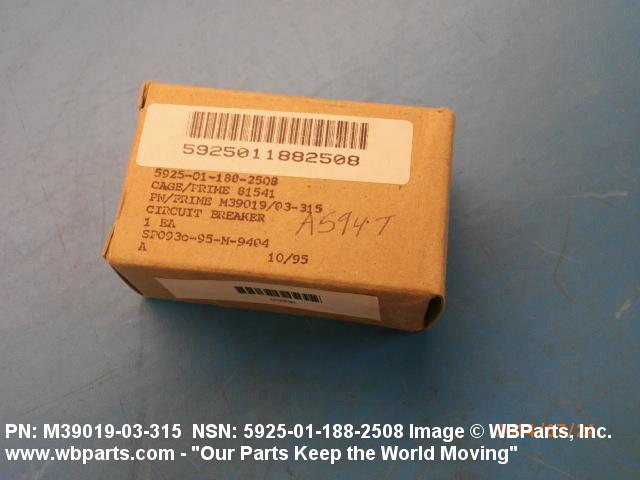 5925011882508
5925-01-188-2508
CAGE/PRIME 81541
PN/PRIME M39019/03-315
CIRCUIT BREAKER
1 EA
SP0930-95-M-9404
A 10/95
A594T
PN: M39019-03-315 NSN: 5925-01-188-2508 Image © WBParts, Inc.
www.wbparts.com - "Our Parts Keep the World Moving"